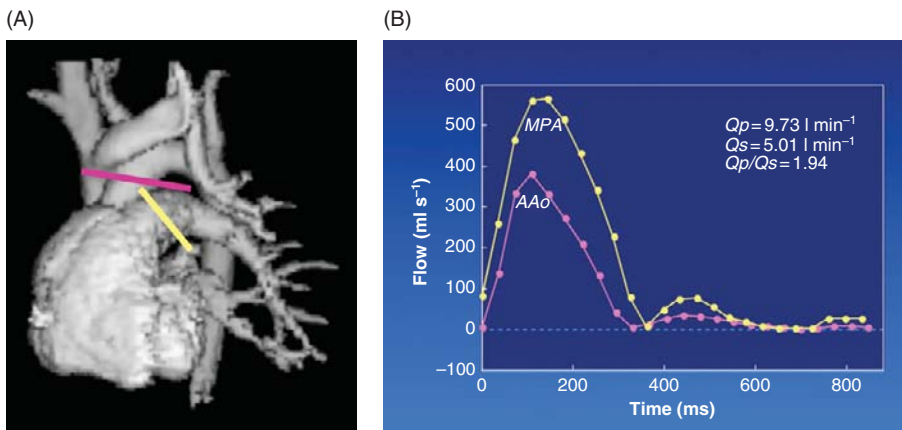 (A)
(B)
600
500
400
300
200
100
0
−100
Flow (ml s⁻¹)
MPA
AAo
Qp = 9.73 l min⁻¹
Qs = 5.01 l min⁻¹
Qp/Qs = 1.94
0
200
400
600
800
Time (ms)